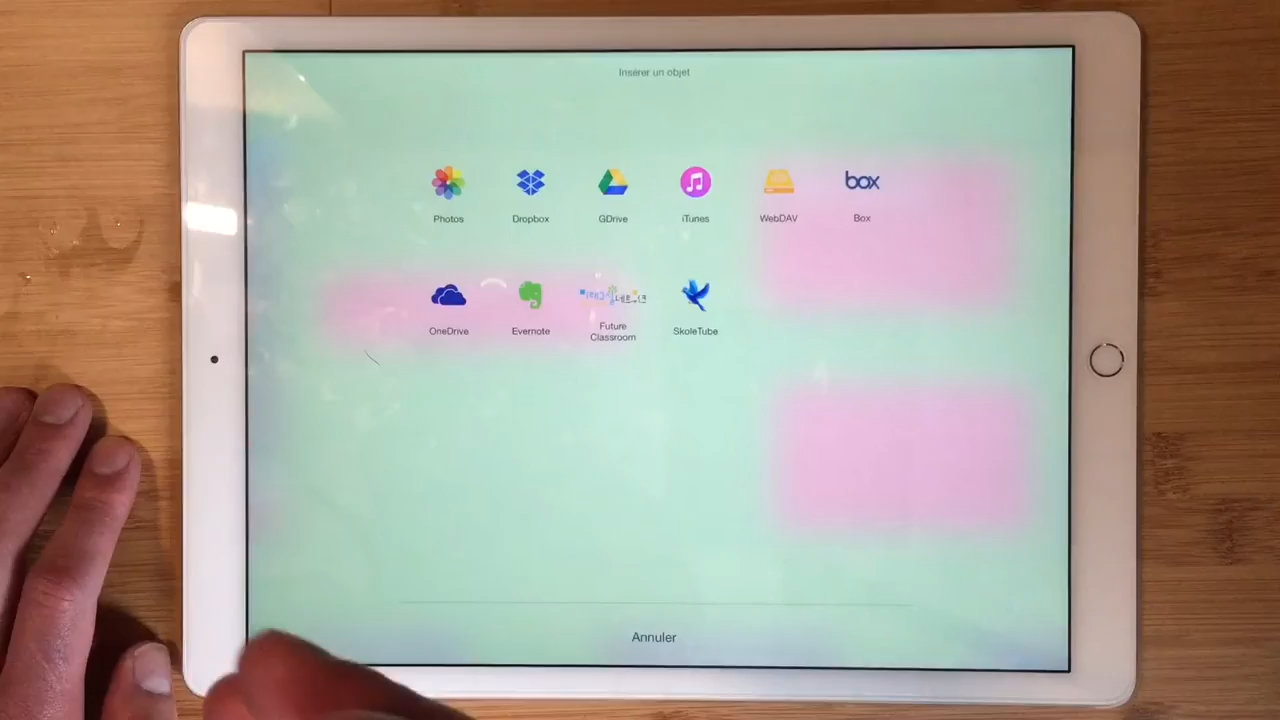 Insérer un objet
Photos
Dropbox
GDrive
iTunes
WebDAV
box
Box
OneDrive
Evernote
Future
Classroom
SkoleTube
Annuler